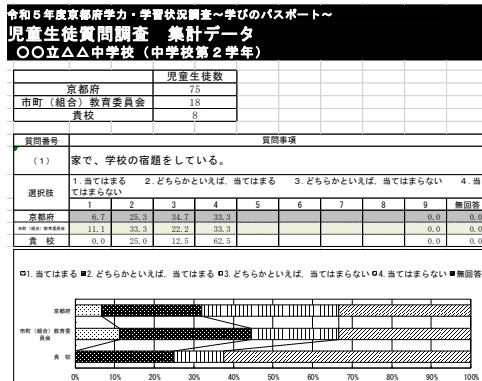 令和５年度京都府学力・学習状況調査～学びのパスポート～
児童生徒質問調査　集計データ
〇〇立△△中学校（中学校第２学年）
児童生徒数
京都府 75
市町（組合）教育委員会 18
貴校 8
質問番号 質問事項
（１） 家で、学校の宿題をしている。
選択肢 1．当てはまる 2．どちらかといえば、当てはまる 3．どちらかといえば、当てはまらない 4．当
てはまらない
1 2 3 4 5 6 7 8 9 無回答
京都府 6.7 25.3 34.7 33.3 0.0 0.0
市町（組合）教育委員会 11.1 33.3 22.2 33.3 0.0 0.0
貴　校 0.0 25.0 12.5 62.5 0.0 0.0
1．当てはまる 2．どちらかといえば、当てはまる 3．どちらかといえば、当てはまらない 4．当てはまらない 無回答
京都府
市町（組合）教育委
員会
貴　校
0% 10% 20% 30% 40% 50% 60% 70% 80% 90% 100%